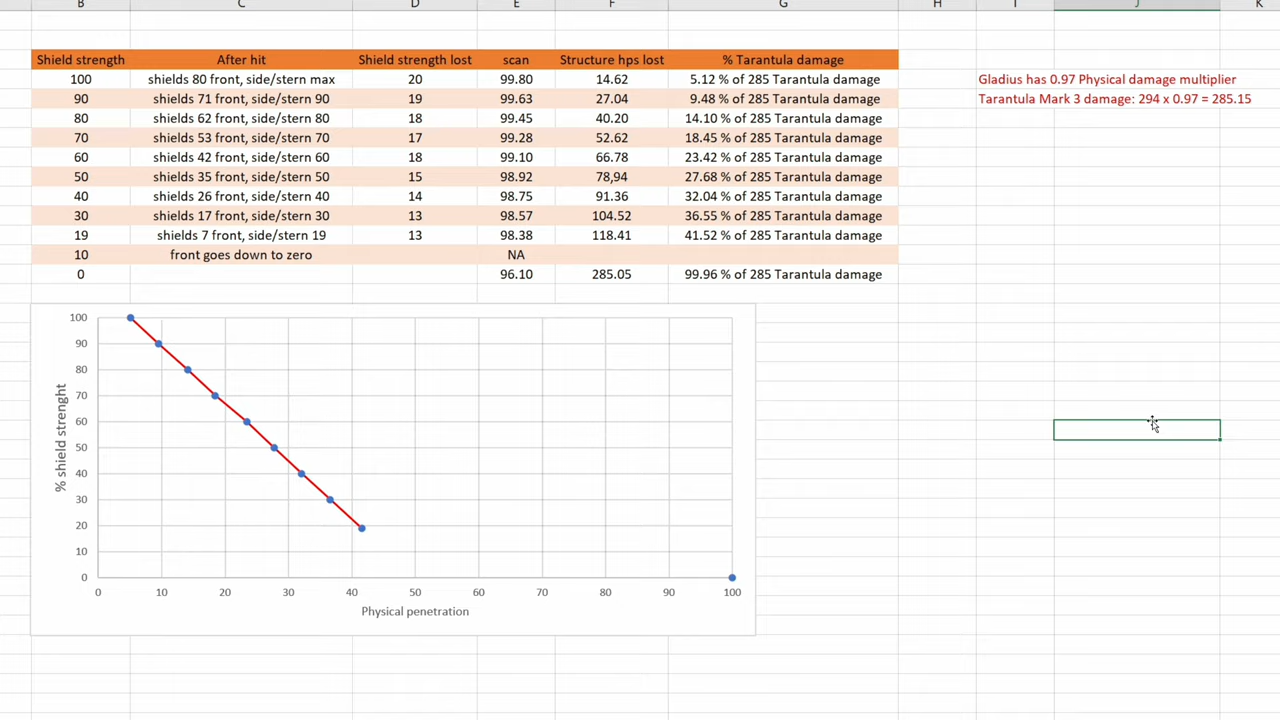 B C D E F G H I J K
Shield strength After hit Shield strength lost scan Structure hps lost % Tarantula damage
100 shields 80 front, side/stern max 20 99.80 14.62 5.12 % of 285 Tarantula damage Gladius has 0.97 Physical damage multiplier
90 shields 71 front, side/stern 90 19 99.63 27.04 9.48 % of 285 Tarantula damage Tarantula Mark 3 damage: 294 x 0.97 = 285.15
80 shields 62 front, side/stern 80 18 99.45 40.20 14.10 % of 285 Tarantula damage
70 shields 53 front, side/stern 70 17 99.28 52.62 18.45 % of 285 Tarantula damage
60 shields 42 front, side/stern 60 18 99.10 66.78 23.42 % of 285 Tarantula damage
50 shields 35 front, side/stern 50 15 98.92 78,94 27.68 % of 285 Tarantula damage
40 shields 26 front, side/stern 40 14 98.75 91.36 32.04 % of 285 Tarantula damage
30 shields 17 front, side/stern 30 13 98.57 104.52 36.55 % of 285 Tarantula damage
19 shields 7 front, side/stern 19 13 98.38 118.41 41.52 % of 285 Tarantula damage
10 front goes down to zero NA
0 96.10 285.05 99.96 % of 285 Tarantula damage
% shield strenght
100
90
80
70
60
50
40
30
20
10
0
0 10 20 30 40 50 60 70 80 90 100
Physical penetration